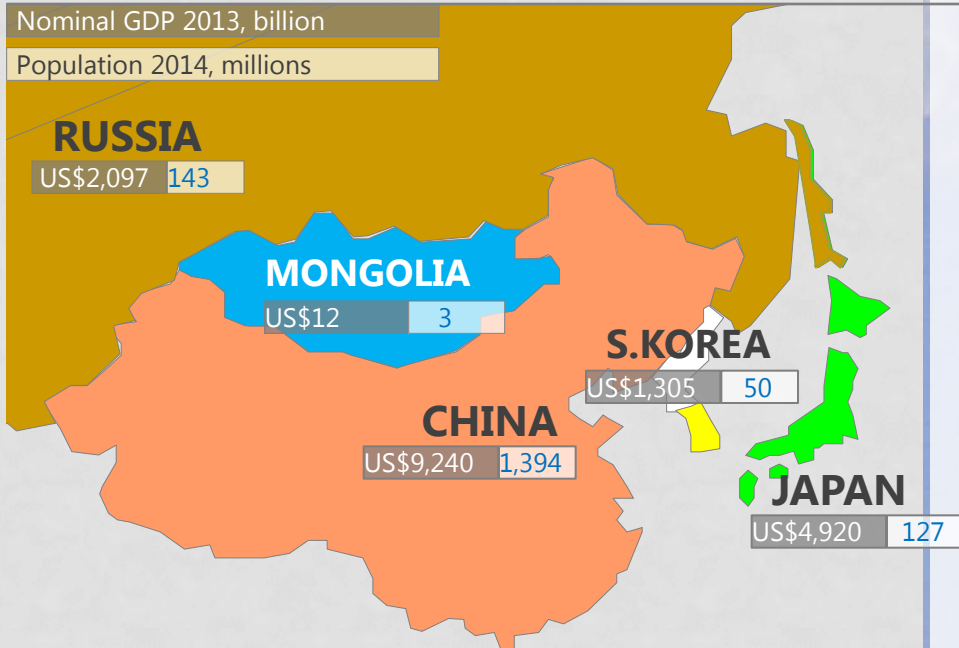 Nominal GDP 2013, billion
Population 2014, millions
RUSSIA
US$2,097 143
MONGOLIA
US$12 3
S.KOREA
US$1,305 50
CHINA
US$9,240 1,394
JAPAN
US$4,920 127